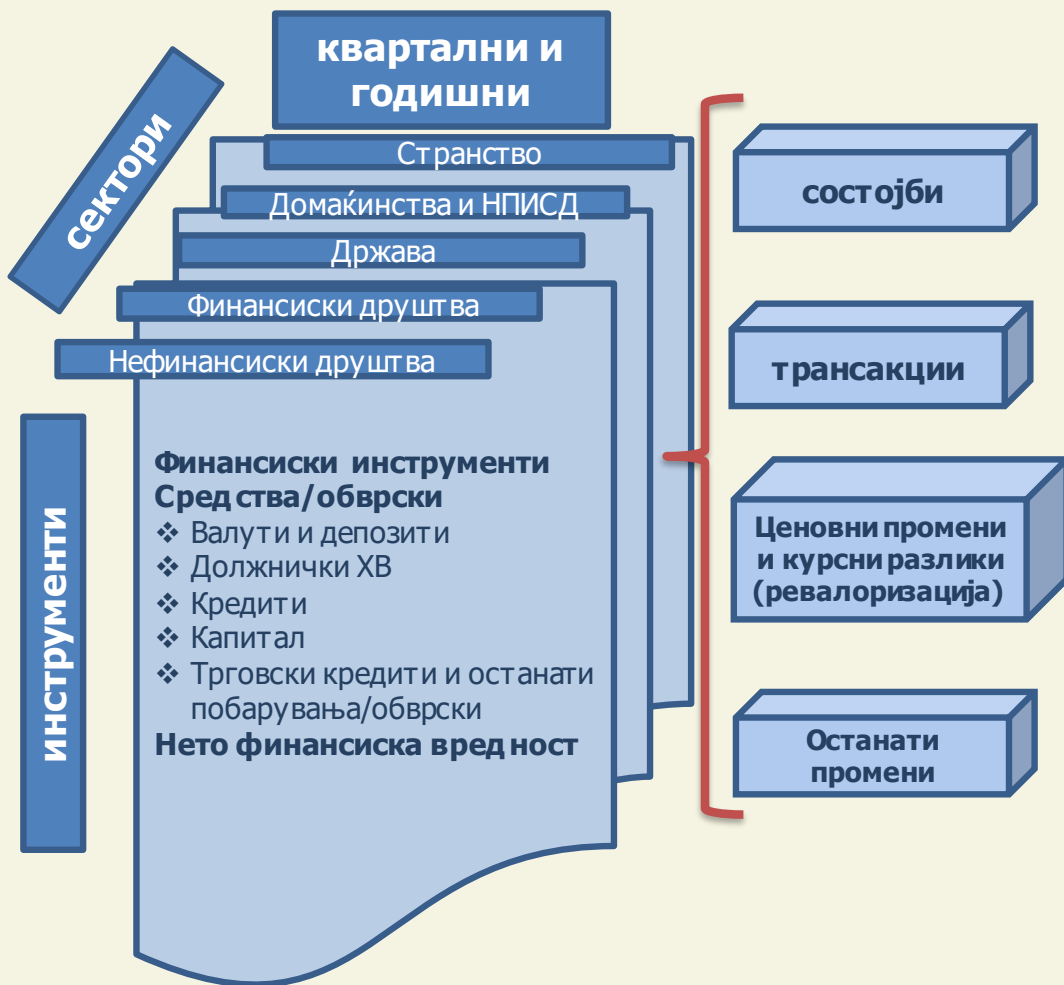 квартални и
годишни
сектори
Странство
Домаќинства и НПИСД
Држава
Финансиски друштва
Нефинансиски друштва
инструменти
Финансиски инструменти
Средства/обврски
❖ Валути и депозити
❖ Должнички ХВ
❖ Кредити
❖ Капитал
❖ Трговски кредити и останати
побарувања/обврски
Нето финансиска вредност
состојби
трансакции
Ценовни промени
и курсни разлики
(ревалоризација)
Останати
промени